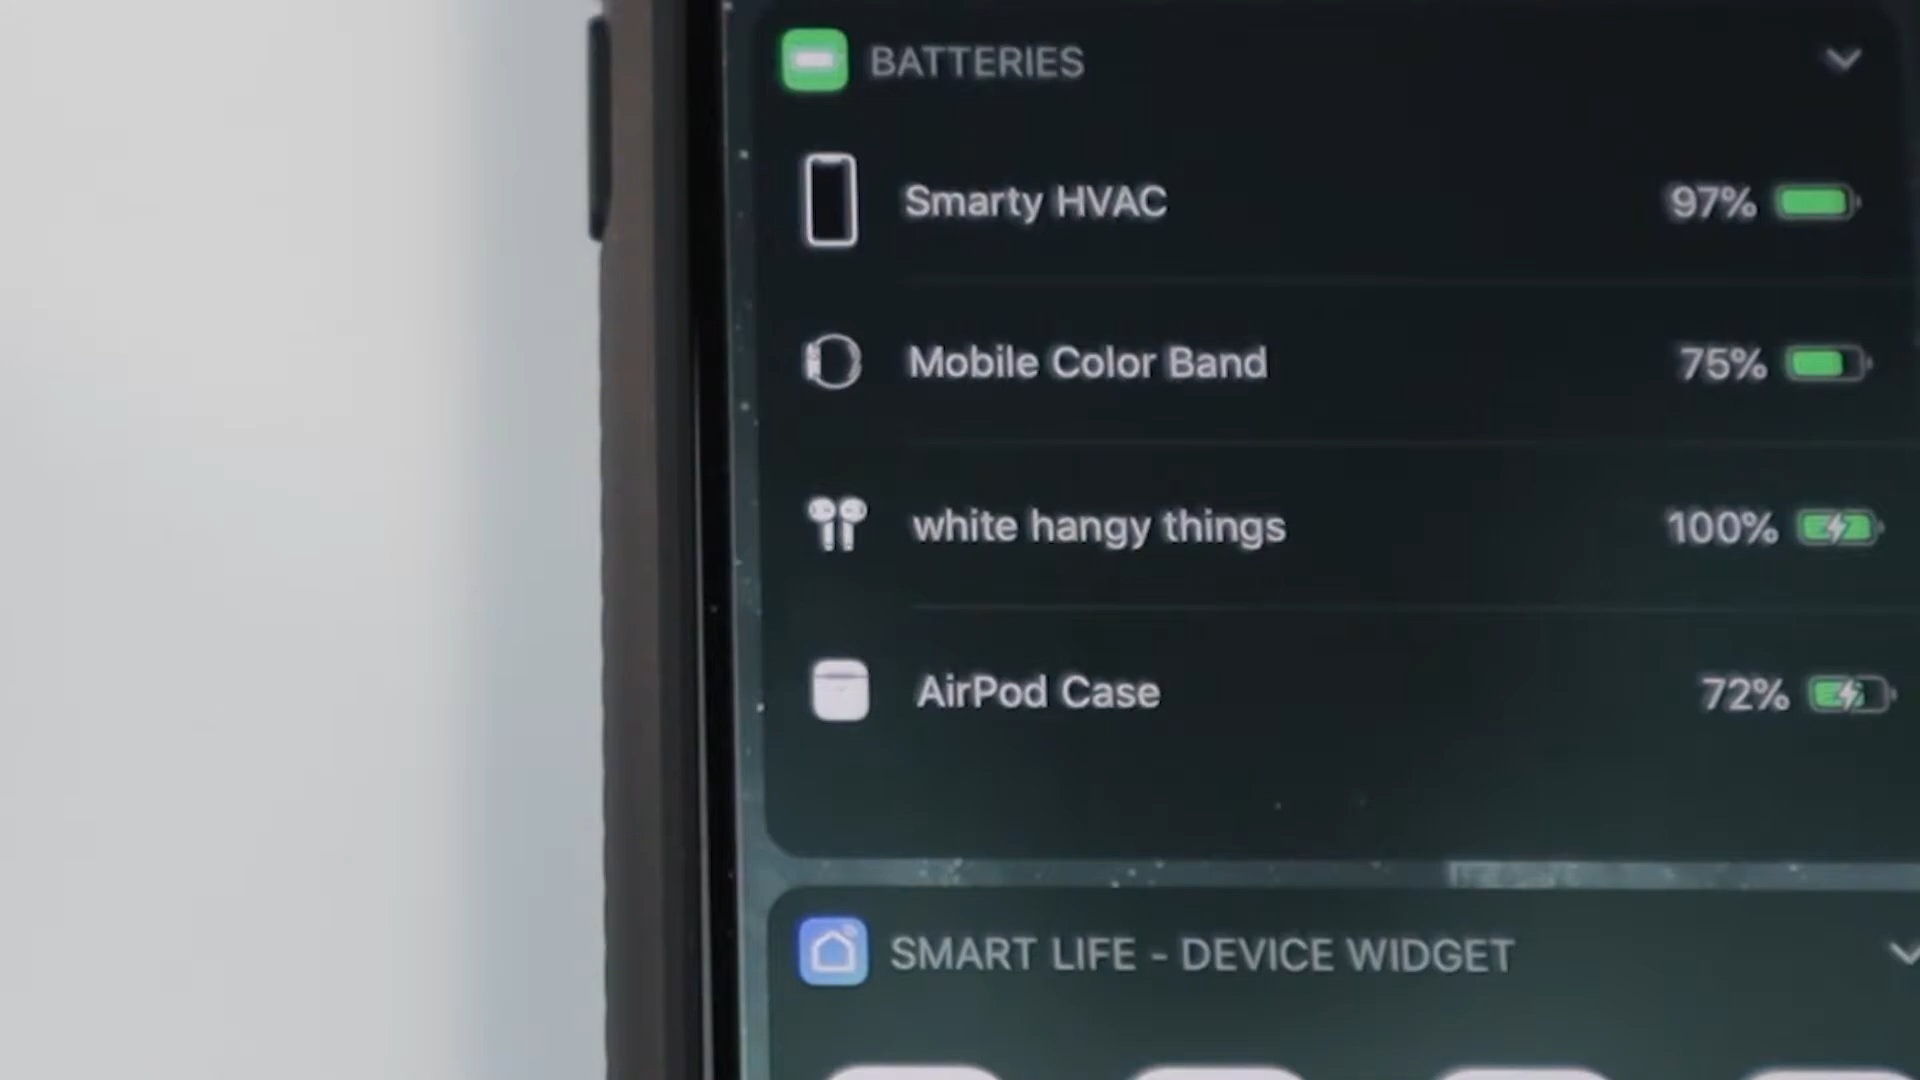 BATTERIES
Smarty HVAC 97%
Mobile Color Band 75%
white hangy things 100%
AirPod Case 72%
SMART LIFE - DEVICE WIDGET